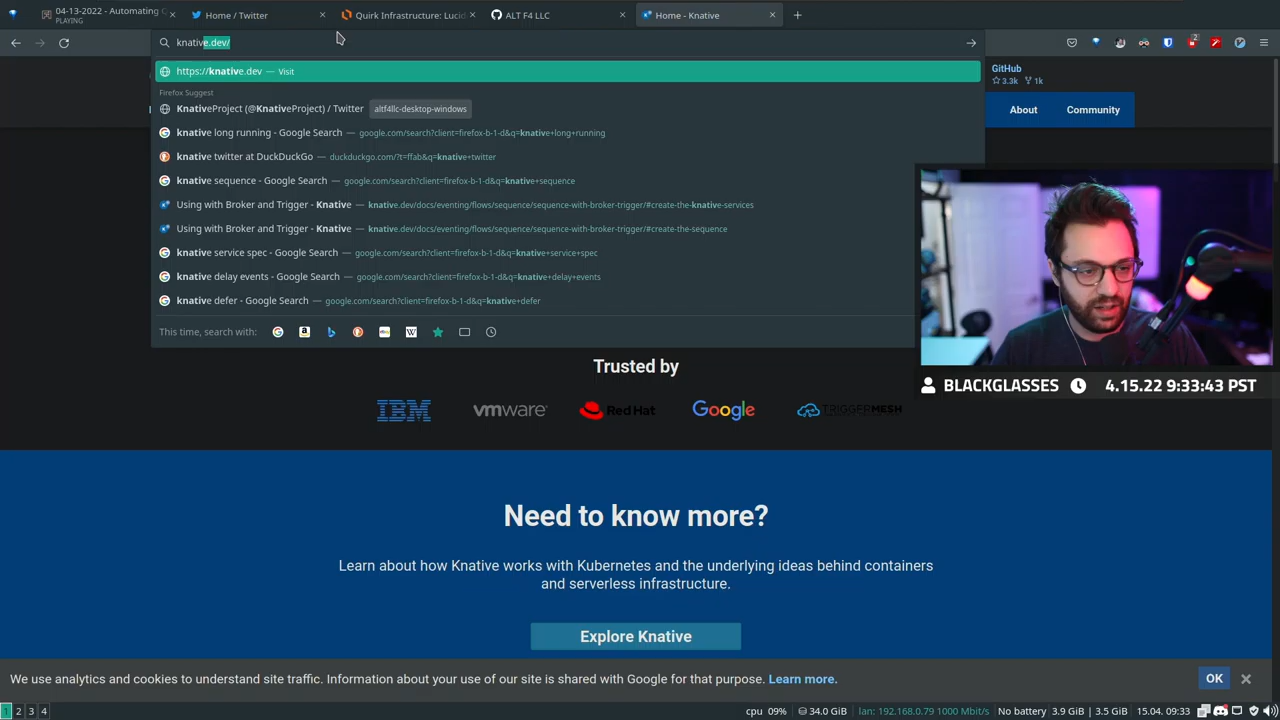 04-13-2022 - Automating Q
PLAYING
Home / Twitter
Quirk Infrastructure: Lucid
ALT F4 LLC
Home - Knative
knative.dev/
2
https://knative.dev — Visit
Firefox Suggest
KnativeProject (@KnativeProject) / Twitter altf4llc-desktop-windows
knative long running - Google Search — google.com/search?client=firefox-b-1-d&q=knative+long+running
knative twitter at DuckDuckGo — duckduckgo.com/?t=ffab&q=knative+twitter
knative sequence - Google Search — google.com/search?client=firefox-b-1-d&q=knative+sequence
Using with Broker and Trigger - Knative — knative.dev/docs/eventing/flows/sequence/sequence-with-broker-trigger/#create-the-knative-services
Using with Broker and Trigger - Knative — knative.dev/docs/eventing/flows/sequence/sequence-with-broker-trigger/#create-the-sequence
knative service spec - Google Search — google.com/search?client=firefox-b-1-d&q=knative+service+spec
knative delay events - Google Search — google.com/search?client=firefox-b-1-d&q=knative+delay+events
knative defer - Google Search — google.com/search?client=firefox-b-1-d&q=knative+defer
This time, search with:
GitHub
3.3k 1k
About
Community
BLACKGLASSES 4.15.22 9:33:43 PST
Trusted by
IBM
vmware
Red Hat
Google
TRIGGERMESH
Need to know more?
Learn about how Knative works with Kubernetes and the underlying ideas behind containers
and serverless infrastructure.
Explore Knative
We use analytics and cookies to understand site traffic. Information about your use of our site is shared with Google for that purpose. Learn more.
OK
1 2 3 4
cpu 09% 34.0 GiB lan: 192.168.0.79 1000 Mbit/s No battery 3.9 GiB | 3.5 GiB 15.04. 09:33